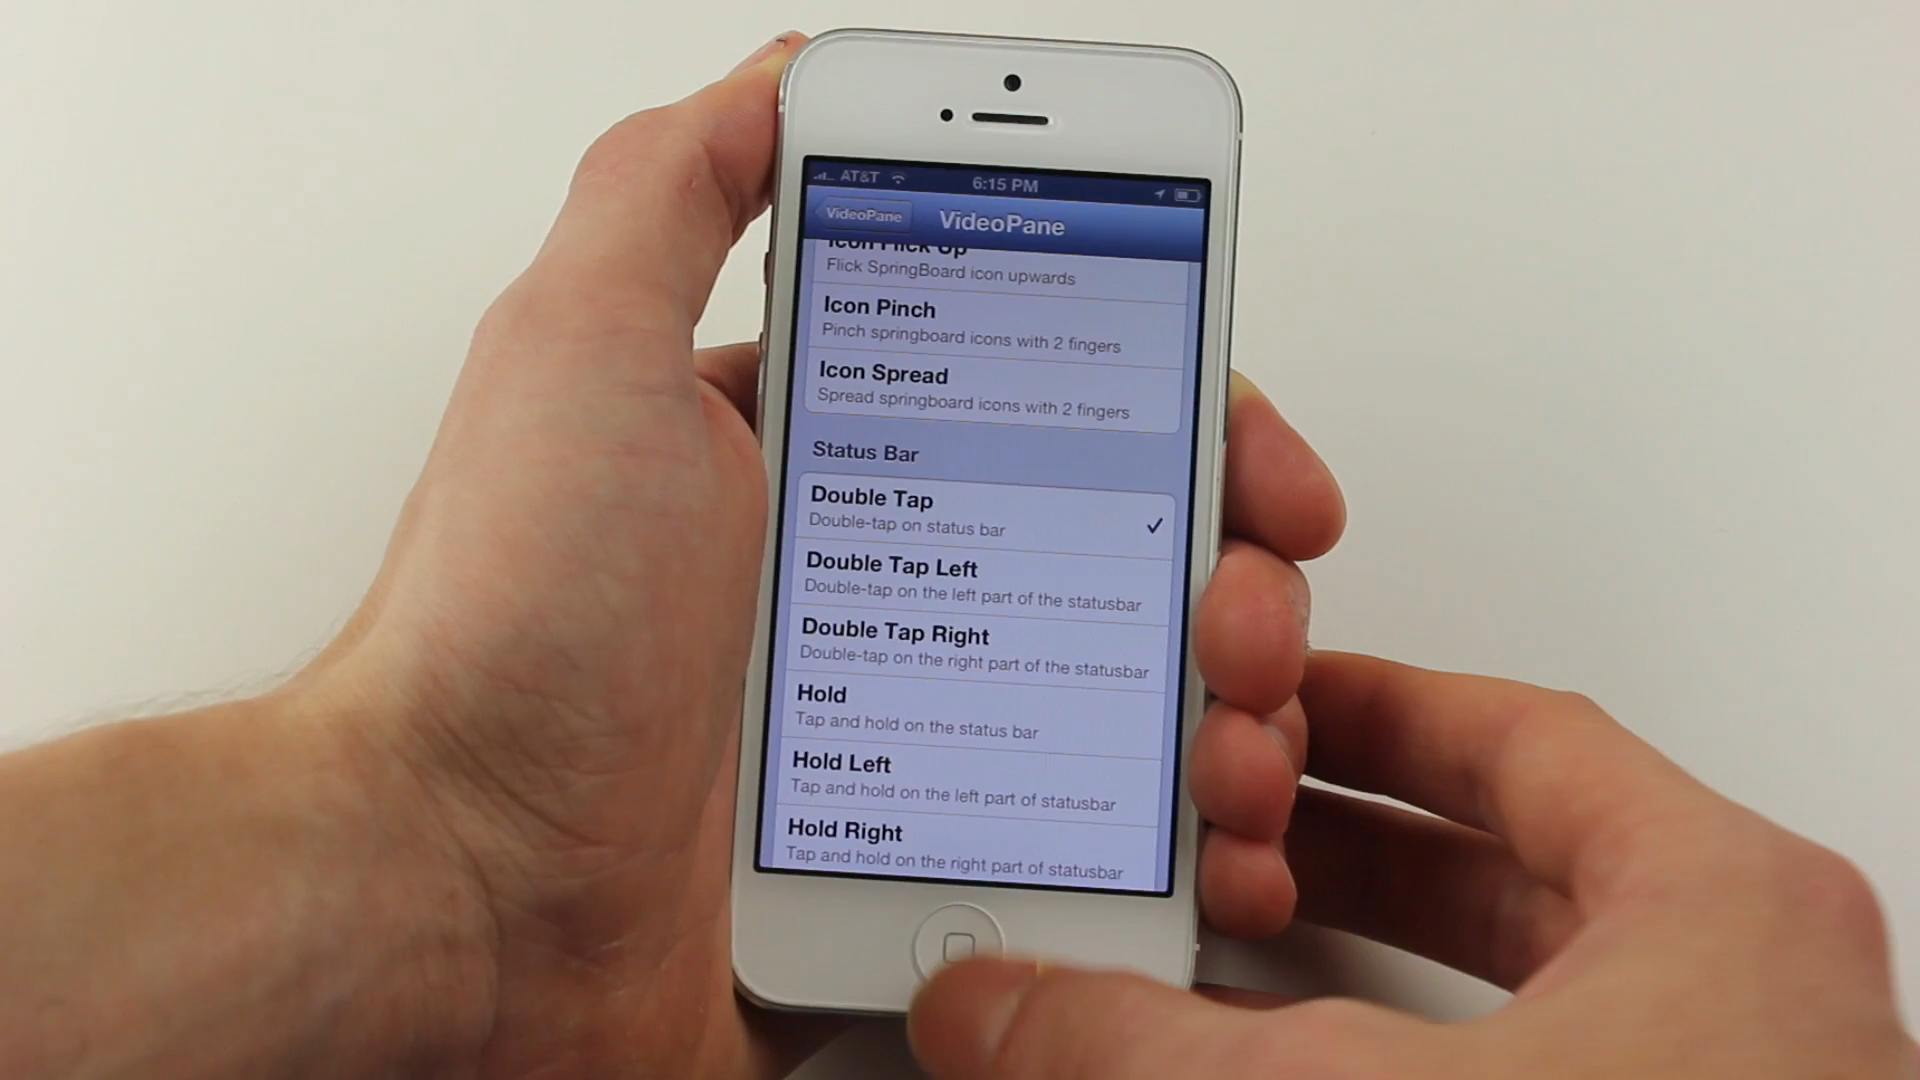 AT&T 6:15 PM
VideoPane VideoPane
Icon Flick Up
Flick SpringBoard icon upwards
Icon Pinch
Pinch springboard icons with 2 fingers
Icon Spread
Spread springboard icons with 2 fingers
Status Bar
Double Tap
Double-tap on status bar
Double Tap Left
Double-tap on the left part of the statusbar
Double Tap Right
Double-tap on the right part of the statusbar
Hold
Tap and hold on the status bar
Hold Left
Tap and hold on the left part of statusbar
Hold Right
Tap and hold on the right part of statusbar